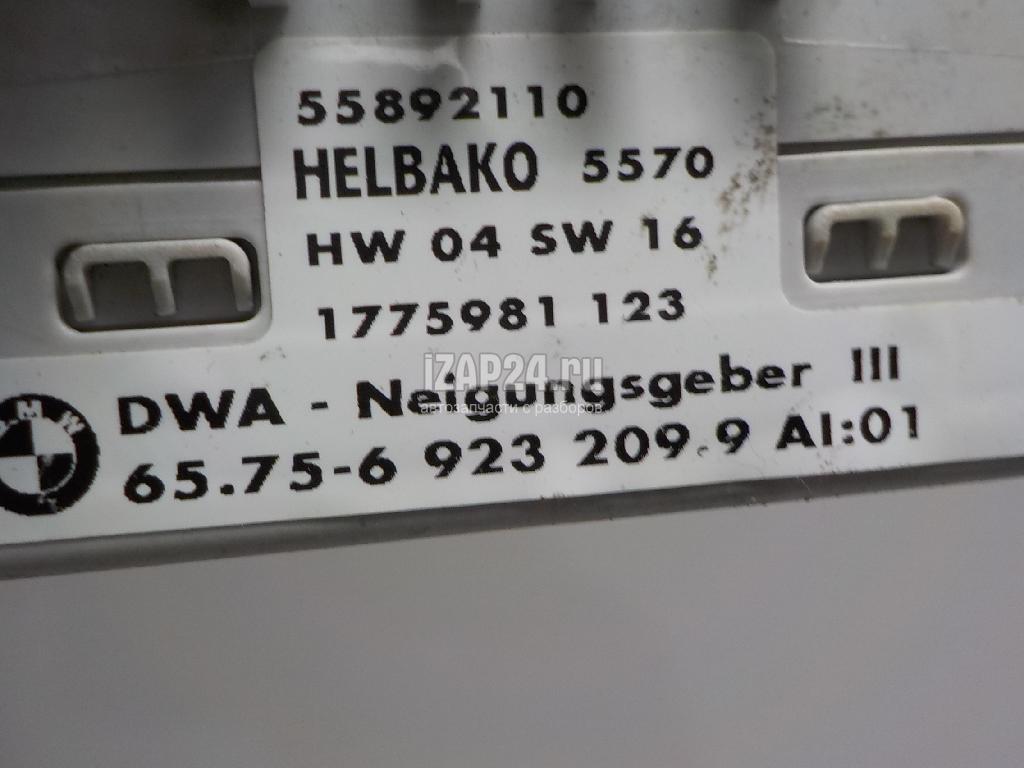 55892110
HELBAKO 5570
HW 04 SW 16
1775981 123
iZAP24.ru
автозапчасти с разборов
BMW
DWA - Neigungsgeber III
65.75-6 923 209.9 AI:01